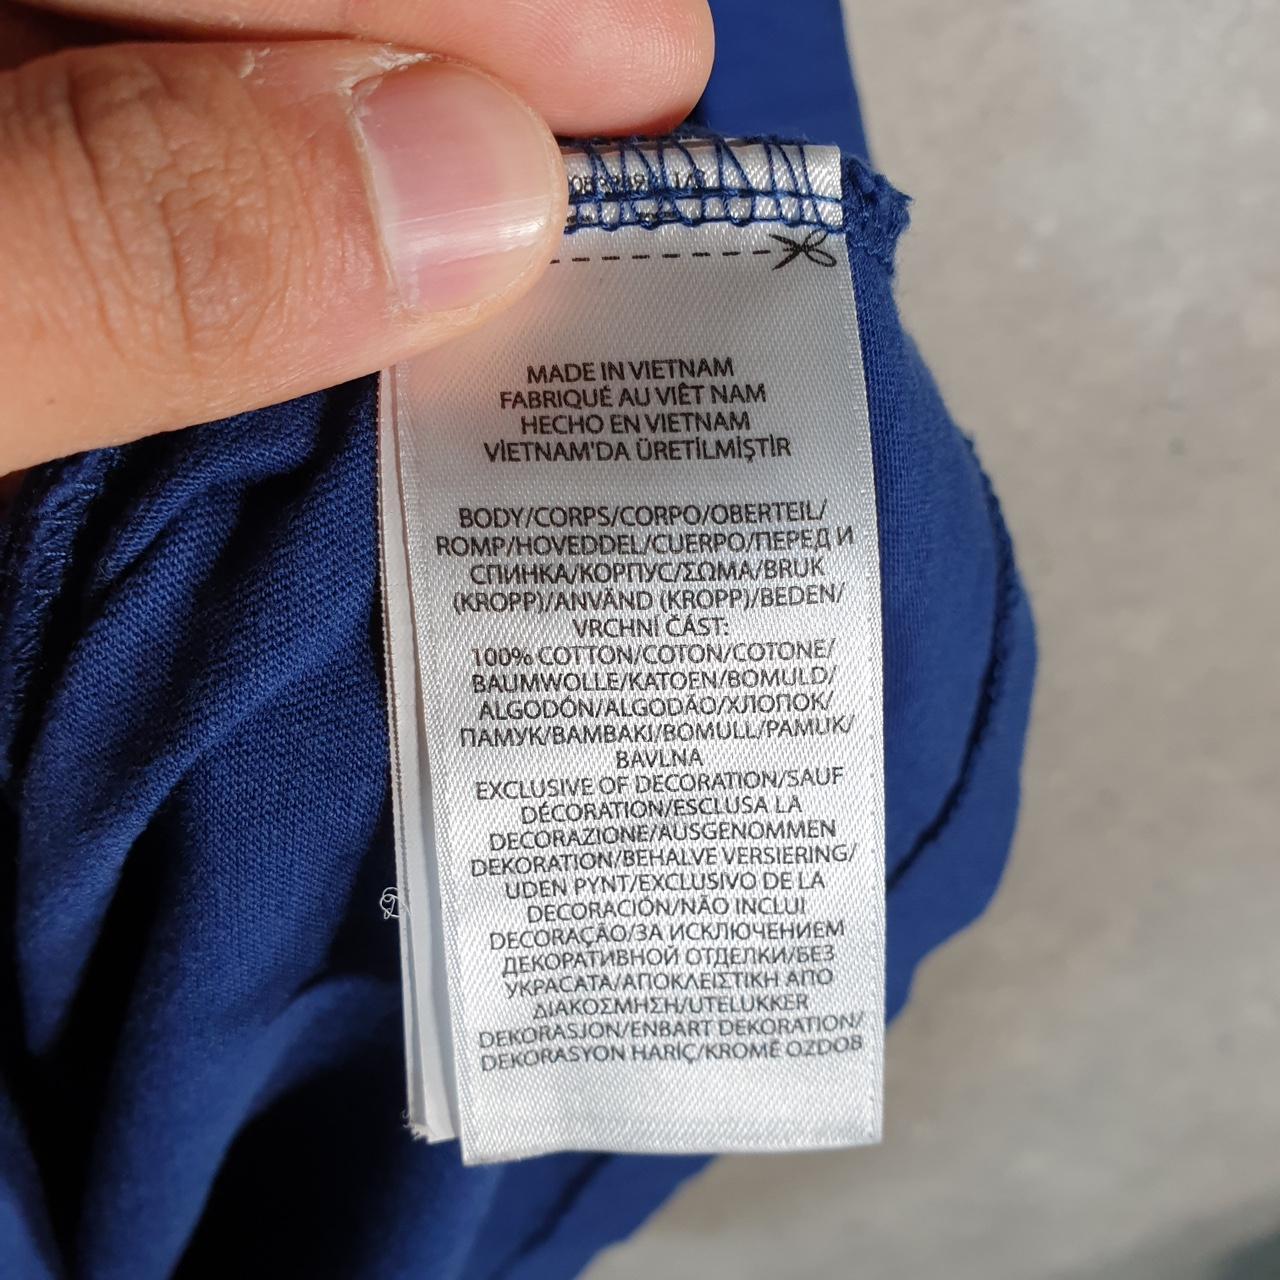 MADE IN VIETNAM
FABRIQUÉ AU VIÊT NAM
HECHO EN VIETNAM
VİETNAM'DA ÜRETİLMİŞTİR
BODY/CORPS/CORPO/OBERTEIL/
ROMP/HOVEDDEL/CUERPO/ПЕРЕД И
СПИНКА/КОРПУС/ΣΩΜΑ/BRUK
(KROPP)/ANVÄND (KROPP)/BEDEN/
VRCHNÍ ČÁST:
100% COTTON/COTON/COTONE/
BAUMWOLLE/KATOEN/BOMULD/
ALGODÓN/ALGODÃO/ХЛОПОК/
ПАМУК/ΒΑΜΒΑΚΙ/BOMULL/PAMUK/
BAVLNA
EXCLUSIVE OF DECORATION/SAUF
DÉCORATION/ESCLUSA LA
DECORAZIONE/AUSGENOMMEN
DEKORATION/BEHALVE VERSIERING/
UDEN PYNT/EXCLUSIVO DE LA
DECORACIÓN/NÃO INCLUI
DECORAÇÃO/ЗА ИСКЛЮЧЕНИЕМ
ДЕКОРАТИВНОЙ ОТДЕЛКИ/БЕЗ
УКРАСАТА/ΑΠΟΚΛΕΙΣΤΙΚΗ ΑΠΟ
ΔΙΑΚΟΣΜΗΣΗ/UTELUKKER
DEKORASJON/ENBART DEKORATION/
DEKORASYON HARİÇ/KROMĚ OZDOB